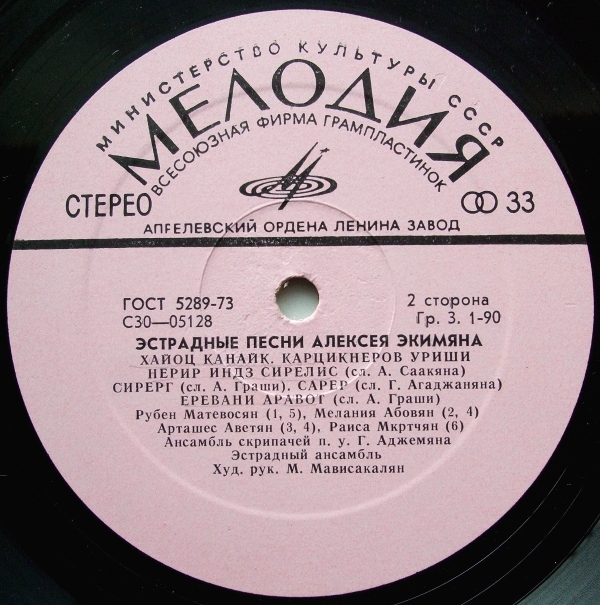 МИНИСТЕРСТВО КУЛЬТУРЫ СССР
МЕЛОДИЯ
ВСЕСОЮЗНАЯ ФИРМА ГРАМПЛАСТИНОК
СТЕРЕО
33
АПРЕЛЕВСКИЙ ОРДЕНА ЛЕНИНА ЗАВОД
ГОСТ 5289-73
2 сторона
С30—05128
Гр. 3. 1-90
ЭСТРАДНЫЕ ПЕСНИ АЛЕКСЕЯ ЭКИМЯНА
ХАЙОЦ КАНАЙК. КАРЦИКНЕРОВ УРИШИ
НЕРИР ИНДЗ СИРЕЛИС (сл. А. Саакяна)
СИРЕРГ (сл. А. Граши). САРЕР (сл. Г. Агаджаняна)
ЕРЕВАНИ АРАВОТ (сл. А. Граши)
Рубен Матевосян (1, 5), Мелания Абовян (2, 4)
Арташес Аветян (3, 4), Раиса Мкртчян (6)
Ансамбль скрипачей п. у. Г. Аджемяна
Эстрадный ансамбль
Худ. рук. М. Мависакалян